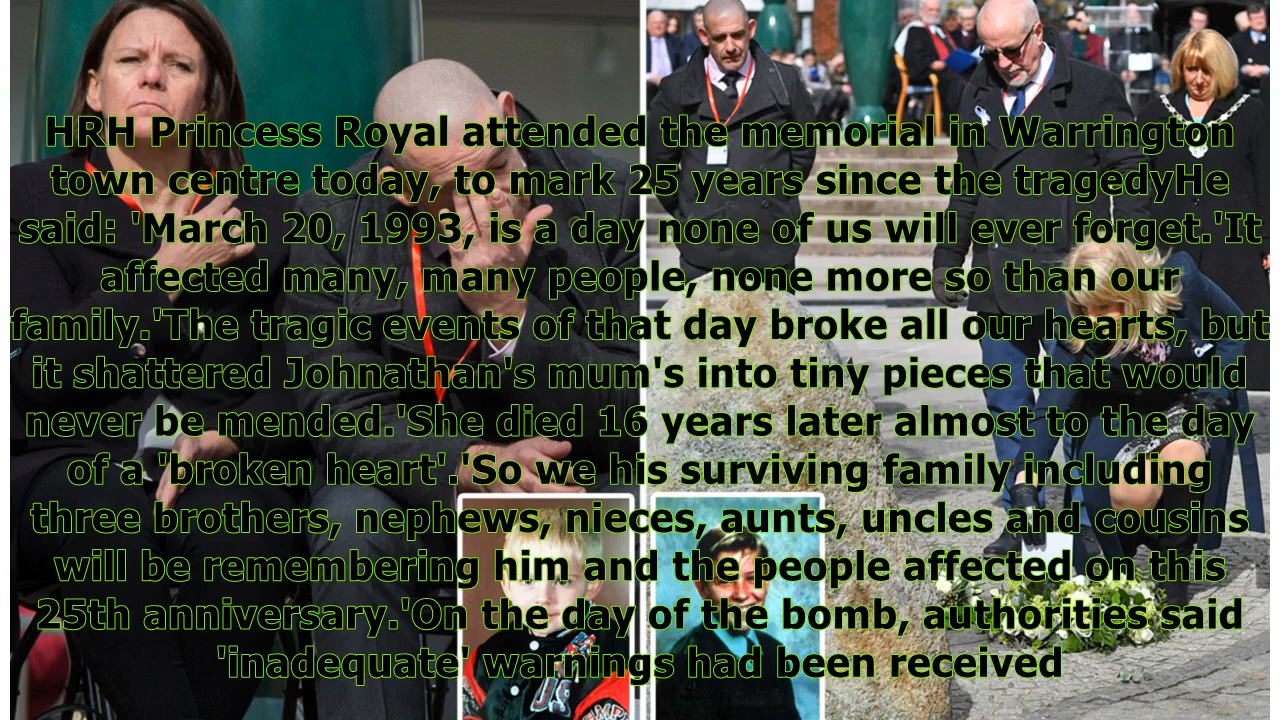 HRH Princess Royal attended the memorial in Warrington
town centre today, to mark 25 years since the tragedyHe
said: 'March 20, 1993, is a day none of us will ever forget.'It
affected many, many people, none more so than our
family.'The tragic events of that day broke all our hearts, but
it shattered Johnathan's mum's into tiny pieces that would
never be mended.'She died 16 years later almost to the day
of a 'broken heart'.'So we his surviving family including
three brothers, nephews, nieces, aunts, uncles and cousins
will be remembering him and the people affected on this
25th anniversary.'On the day of the bomb, authorities said
'inadequate' warnings had been received